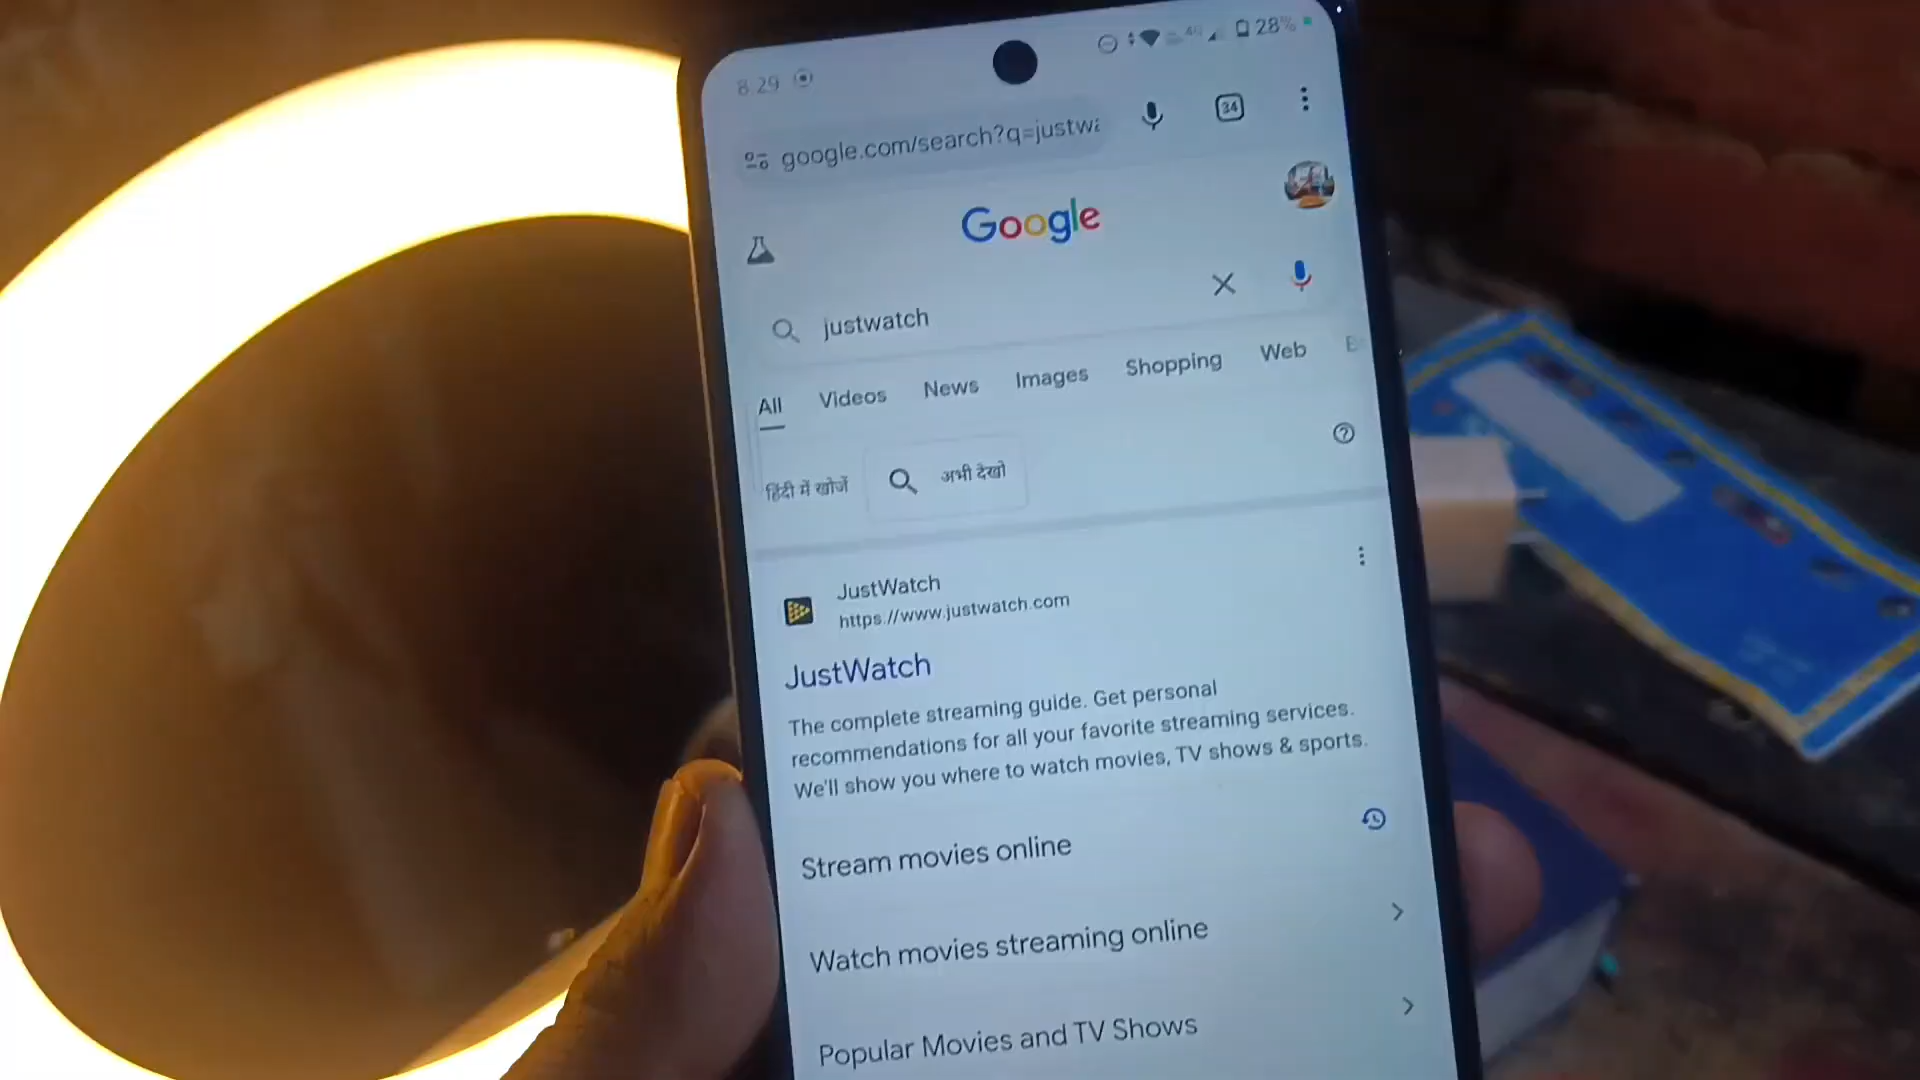 8.29 4G 28%
google.com/search?q=justwa
34
Google
justwatch
All Videos News Images Shopping Web
हिंदी में खोजें अभी देखो
JustWatch
https://www.justwatch.com
JustWatch
The complete streaming guide. Get personal
recommendations for all your favorite streaming services.
We'll show you where to watch movies, TV shows & sports.
Stream movies online
Watch movies streaming online
Popular Movies and TV Shows